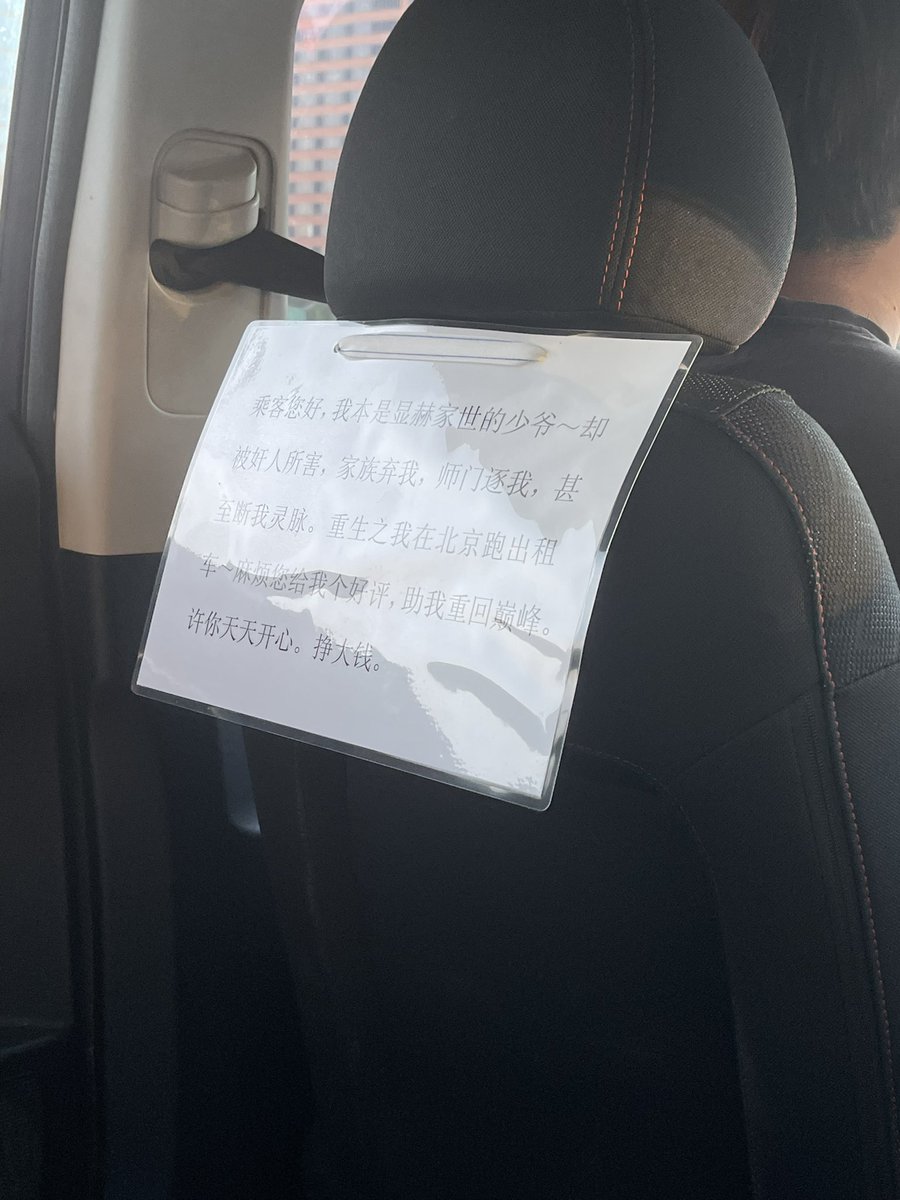 乘客您好，我本是显赫家世的少爷～却
被奸人所害，家族弃我，师门逐我，甚
至断我灵脉。重生之我在北京跑出租
车～麻烦您给我个好评，助我重回巅峰。
许你天天开心。挣大钱。